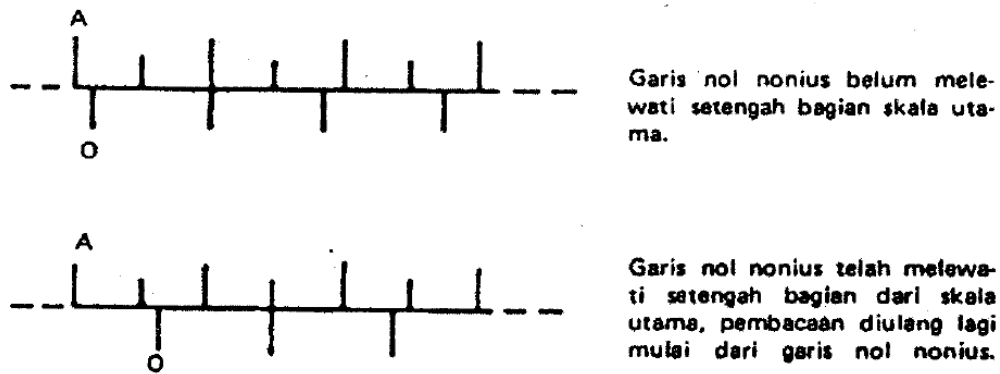 A
Garis nol nonius belum mele-
wati setengah bagian skala uta-
ma.
O
A
Garis nol nonius telah melewa-
ti setengah bagian dari skala
utama, pembacaan diulang lagi
mulai dari garis nol nonius.
O